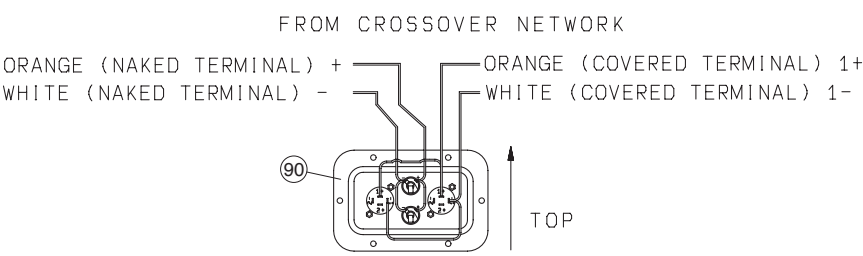 FROM CROSSOVER NETWORK
ORANGE (NAKED TERMINAL) +
ORANGE (COVERED TERMINAL) 1+
WHITE (NAKED TERMINAL) -
WHITE (COVERED TERMINAL) 1-
90
TOP